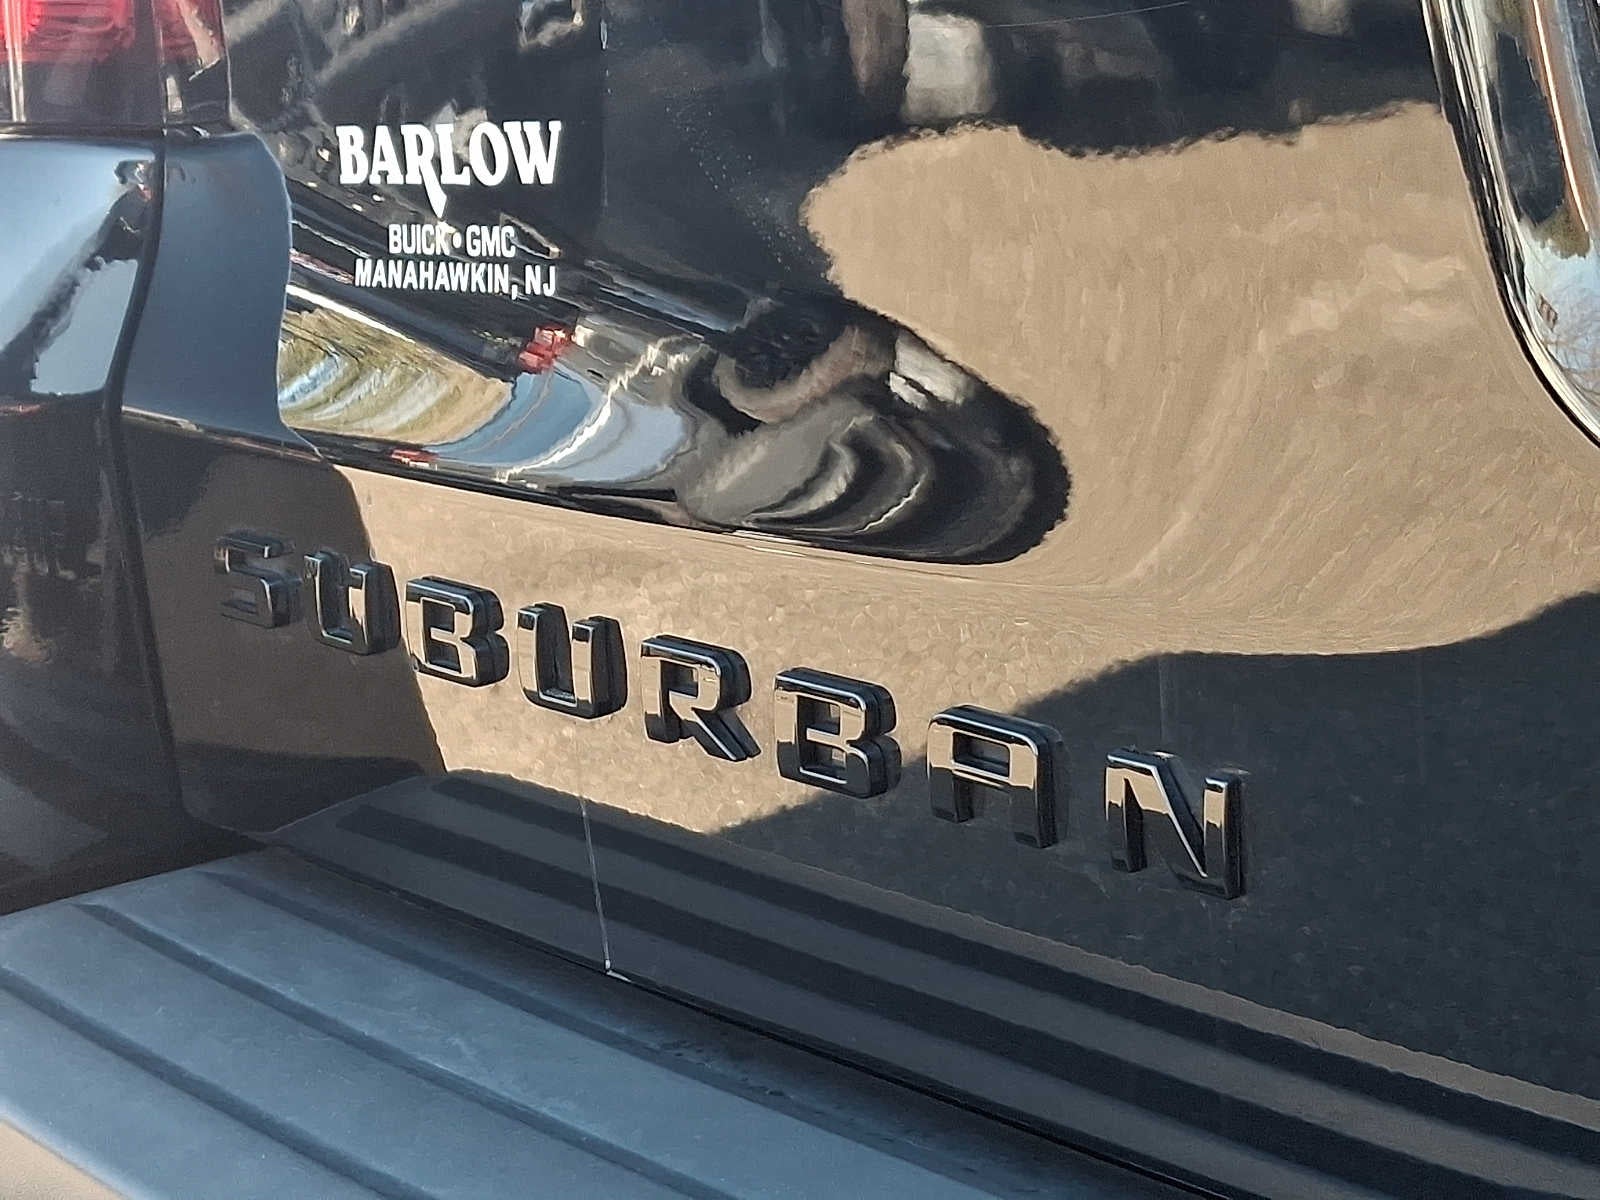 BARLOW
BUICK•GMC
MANAHAWKIN, NJ
SUBURBAN